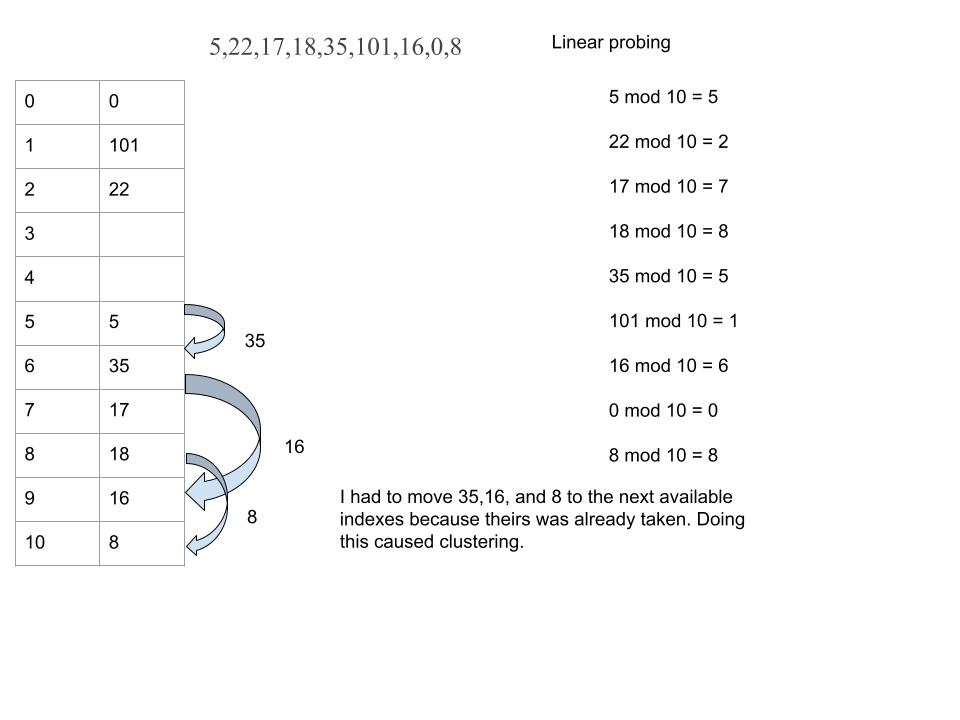 5,22,17,18,35,101,16,0,8
Linear probing
0 0
1 101
2 22
3
4
5 5
6 35
7 17
8 18
9 16
10 8
35
16
8
5 mod 10 = 5
22 mod 10 = 2
17 mod 10 = 7
18 mod 10 = 8
35 mod 10 = 5
101 mod 10 = 1
16 mod 10 = 6
0 mod 10 = 0
8 mod 10 = 8
I had to move 35,16, and 8 to the next available
indexes because theirs was already taken. Doing
this caused clustering.